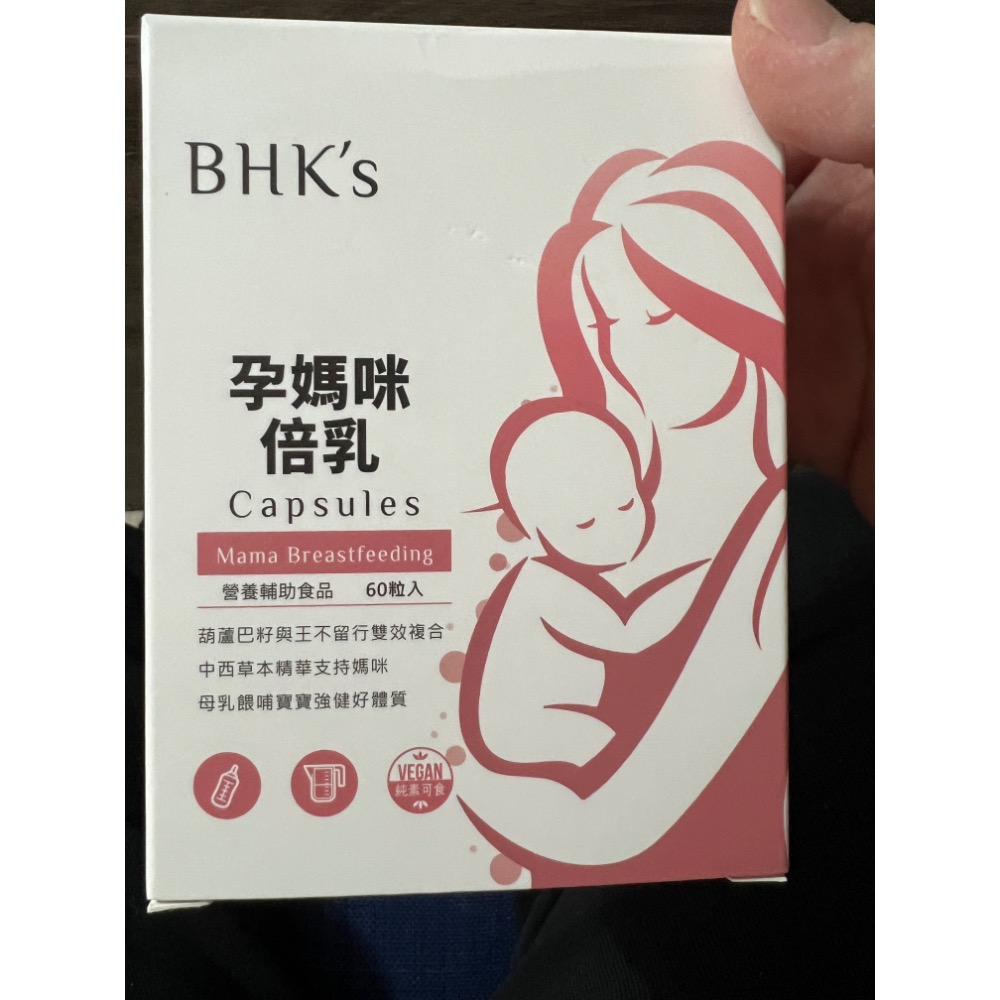 BHK's
孕媽咪
倍乳
Capsules
Mama Breastfeeding
營養輔助食品 60粒入
葫蘆巴籽與王不留行雙效複合
中西草本精華支持媽咪
母乳餵哺寶寶強健好體質
VEGAN
純素可食